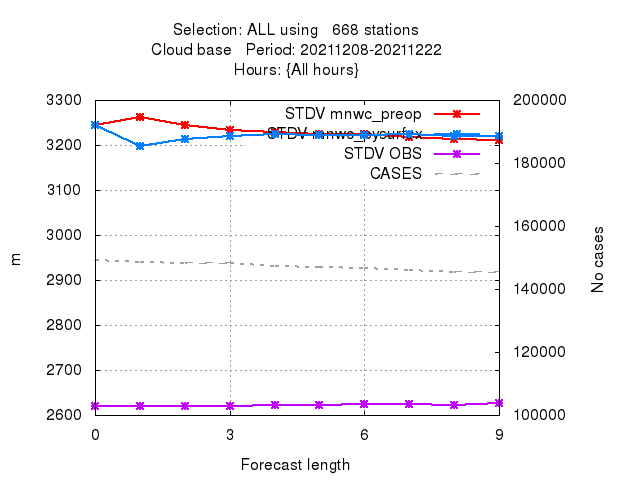 Selection: ALL using 668 stations
Cloud base Period: 20211208-20211222
Hours: {All hours}
3300
3200
3100
3000
2900
2800
2700
2600
200000
180000
160000
140000
120000
100000
STDV mnwc_preop
STDV
STDV OBS
CASES
m
No cases
0 3 6 9
Forecast length